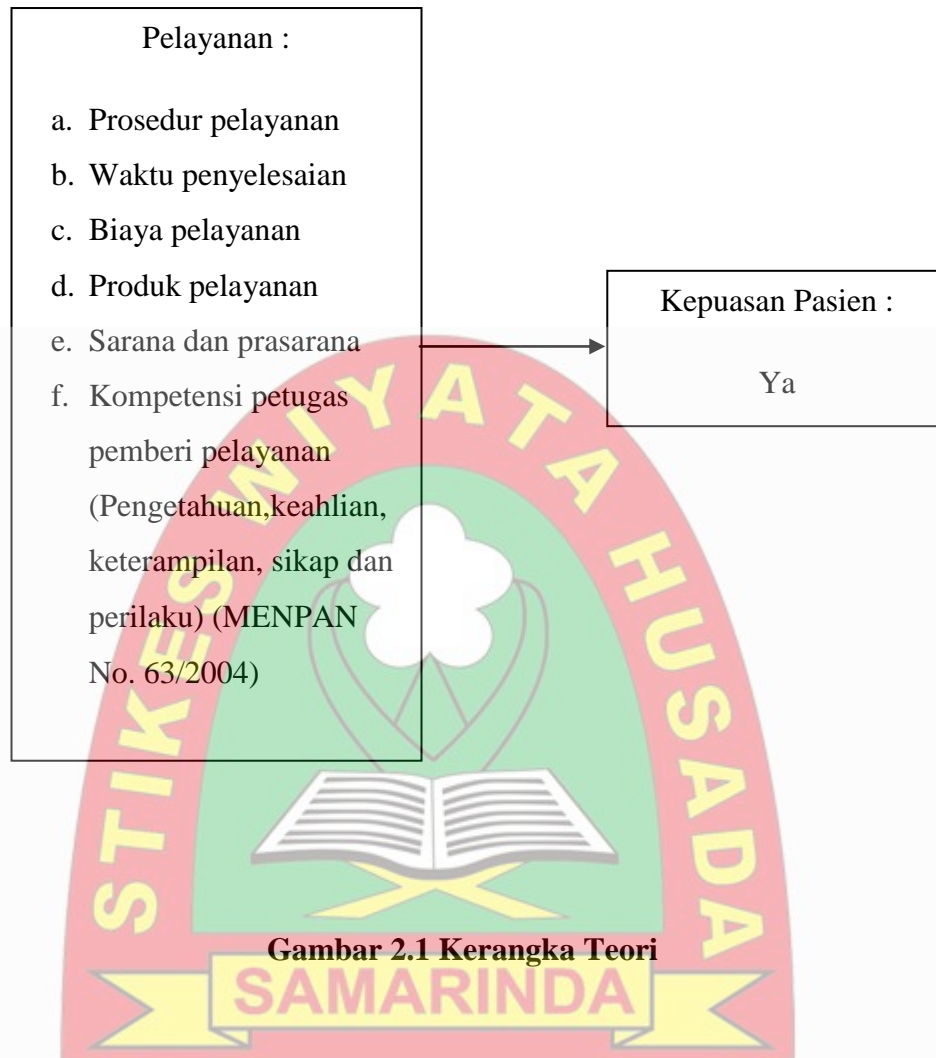 Pelayanan :
a. Prosedur pelayanan
b. Waktu penyelesaian
c. Biaya pelayanan
d. Produk pelayanan
e. Sarana dan prasarana
f. Kompetensi petugas
pemberi pelayanan
(Pengetahuan,keahlian,
keterampilan, sikap dan
perilaku) (MENPAN
No. 63/2004)
Kepuasan Pasien :
Ya
STIKES WIYATA HUSADA
Gambar 2.1 Kerangka Teori
SAMARINDA